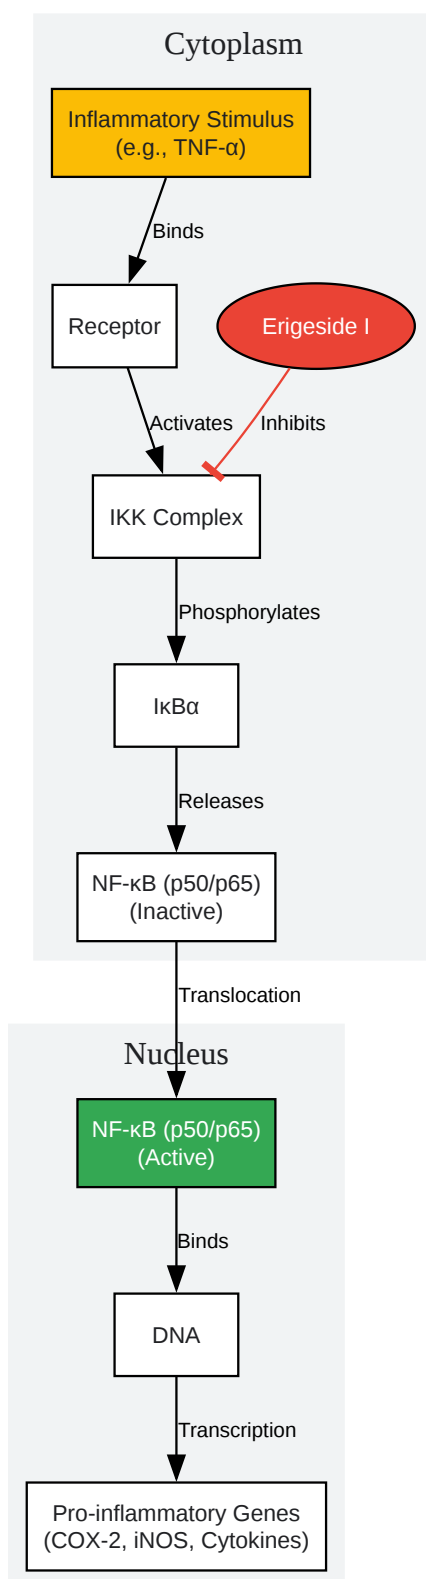 Cytoplasm
Inflammatory Stimulus
(e.g., TNF-α)
Binds
Receptor
Erigeside I
Activates
Inhibits
IKK Complex
Phosphorylates
IκBα
Releases
NF-κB (p50/p65)
(Inactive)
Translocation
Nucleus
NF-κB (p50/p65)
(Active)
Binds
DNA
Transcription
Pro-inflammatory Genes
(COX-2, iNOS, Cytokines)